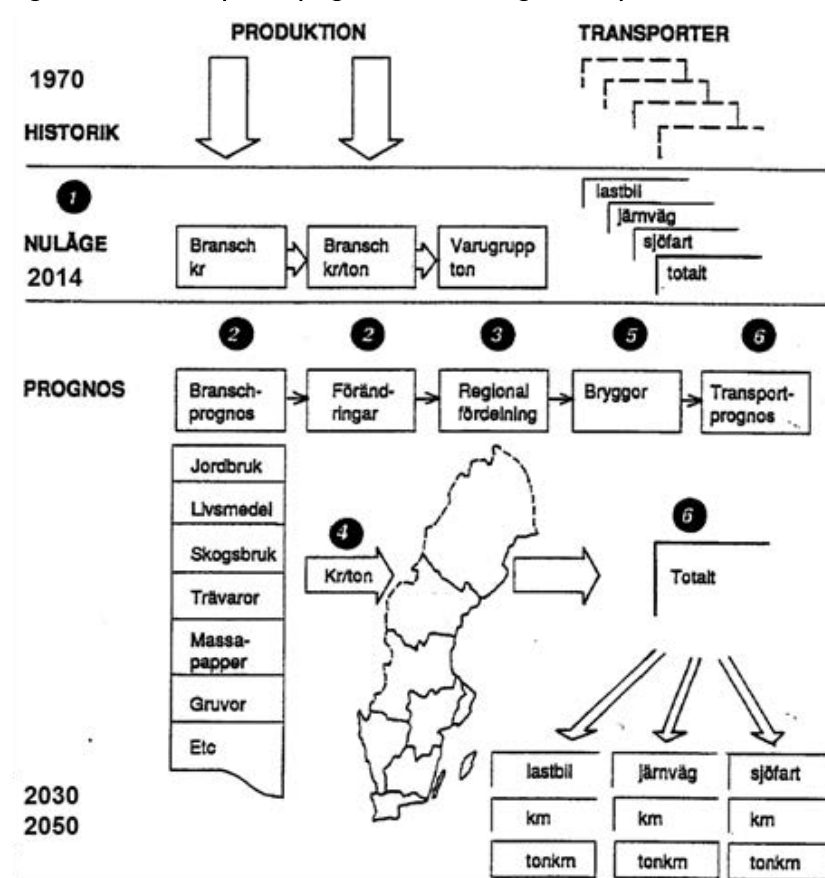 PRODUKTION
TRANSPORTER
1970
HISTORIK
1
NULÄGE
2014
Bransch
kr
Bransch
kr/ton
Varugrupp
ton
lastbil
järnväg
sjöfart
totalt
2
2
3
5
6
PROGNOS
Bransch-
prognos
Föränd-
ringar
Regional
fördelning
Bryggor
Transport-
prognos
Jordbruk
Livsmedel
Skogsbruk
Trävaror
Massa-
papper
Gruvor
Etc
4
Kr/ton
6
Totalt
lastbil
järnväg
sjöfart
km
km
km
tonkm
tonkm
tonkm
2030
2050